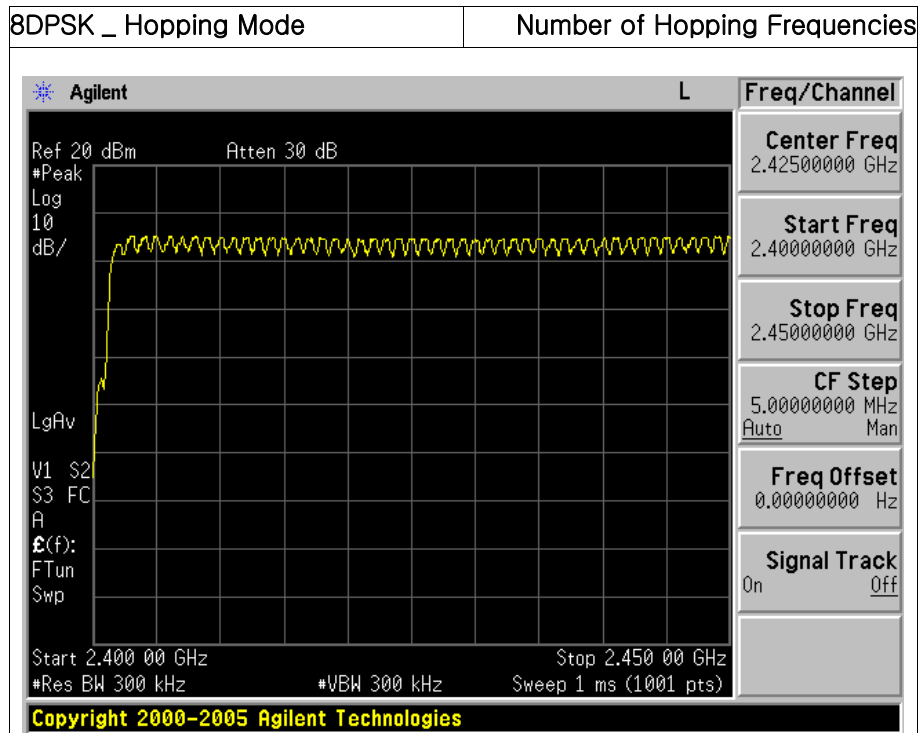 8DPSK _ Hopping Mode Number of Hopping Frequencies
Agilent L Freq/Channel
Ref 20 dBm Atten 30 dB
#Peak
Log
10
dB/
LgAv
V1 S2
S3 FC
A
£(f):
FTun
Swp
Start 2.400 00 GHz Stop 2.450 00 GHz
#Res BW 300 kHz #VBW 300 kHz Sweep 1 ms (1001 pts)
Center Freq
2.42500000 GHz
Start Freq
2.40000000 GHz
Stop Freq
2.45000000 GHz
CF Step
5.00000000 MHz
Auto Man
Freq Offset
0.00000000 Hz
Signal Track
On Off
Copyright 2000-2005 Agilent Technologies